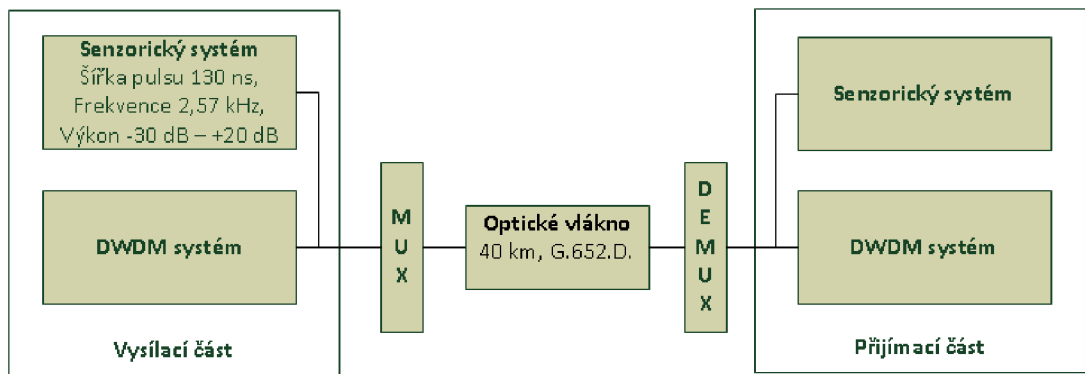 Senzorický systém
Šířka pulsu 130 ns,
Frekvence 2,57 kHz,
Výkon -30 dB – +20 dB
DWDM systém
Vysílací část
M
U
X
Optické vlákno
40 km, G.652.D.
D
E
M
U
X
Senzorický systém
DWDM systém
Přijímací část